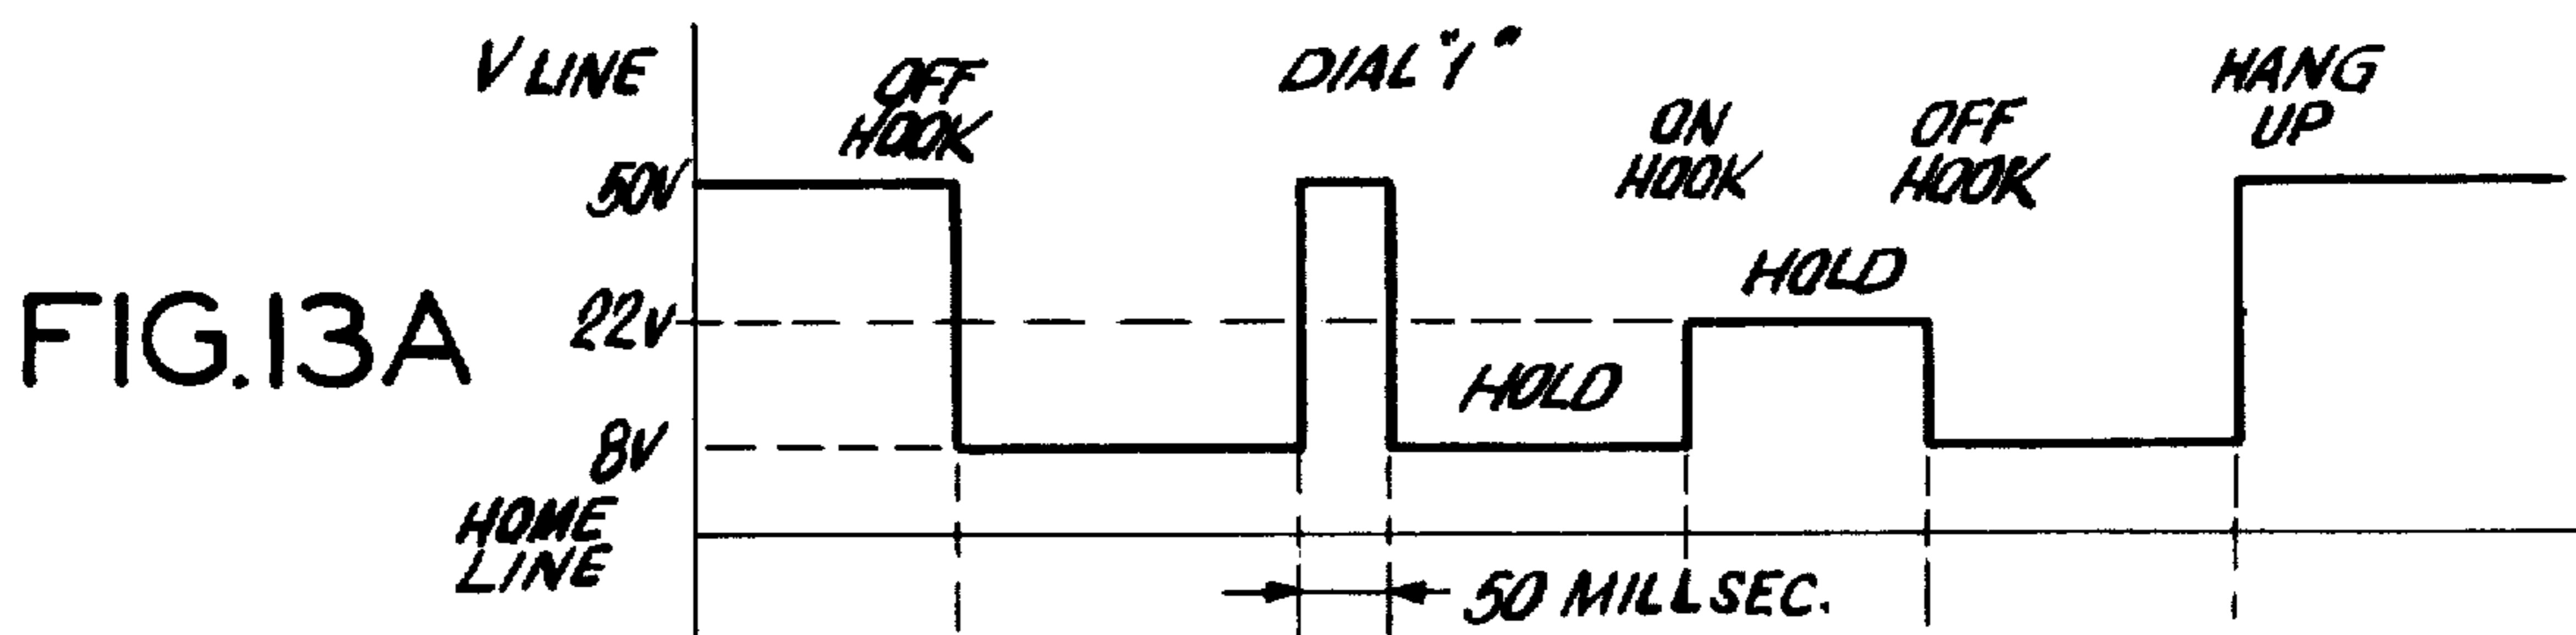 V LINE
OFF
HOOK
DIAL "1"
ON
HOOK
OFF
HOOK
HANG
UP
50V
22V
8V
HOLD
HOLD
HOME
LINE
50 MILLSEC.
FIG.13A